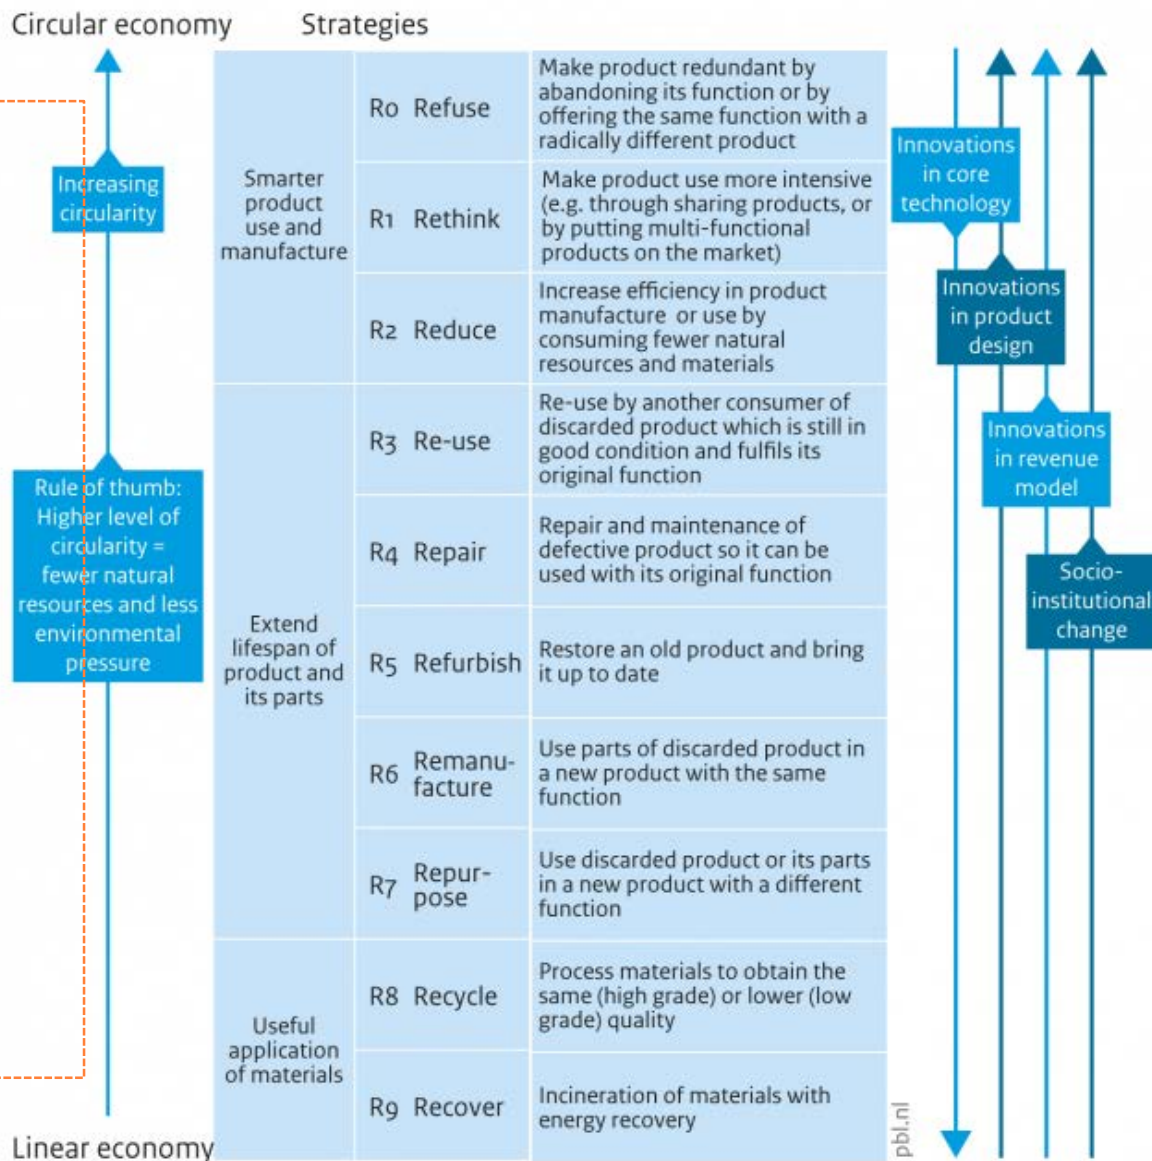 Circular economy
Strategies
Increasing
circularity
Rule of thumb:
Higher level of
circularity =
fewer natural
resources and less
environmental
pressure
Linear economy
Smarter
product
use and
manufacture
R0 Refuse
Make product redundant by
abandoning its function or by
offering the same function with a
radically different product
R1 Rethink
Make product use more intensive
(e.g. through sharing products, or
by putting multi-functional
products on the market)
R2 Reduce
Increase efficiency in product
manufacture or use by
consuming fewer natural
resources and materials
Extend
lifespan of
product and
its parts
R3 Re-use
Re-use by another consumer of
discarded product which is still in
good condition and fulfils its
original function
R4 Repair
Repair and maintenance of
defective product so it can be
used with its original function
R5 Refurbish
Restore an old product and bring
it up to date
R6 Remanu-
facture
Use parts of discarded product in
a new product with the same
function
R7 Repur-
pose
Use discarded product or its parts
in a new product with a different
function
Useful
application
of materials
R8 Recycle
Process materials to obtain the
same (high grade) or lower (low
grade) quality
R9 Recover
Incineration of materials with
energy recovery
pbl.nl
Innovations
in core
technology
Innovations
in product
design
Innovations
in revenue
model
Socio-
institutional
change